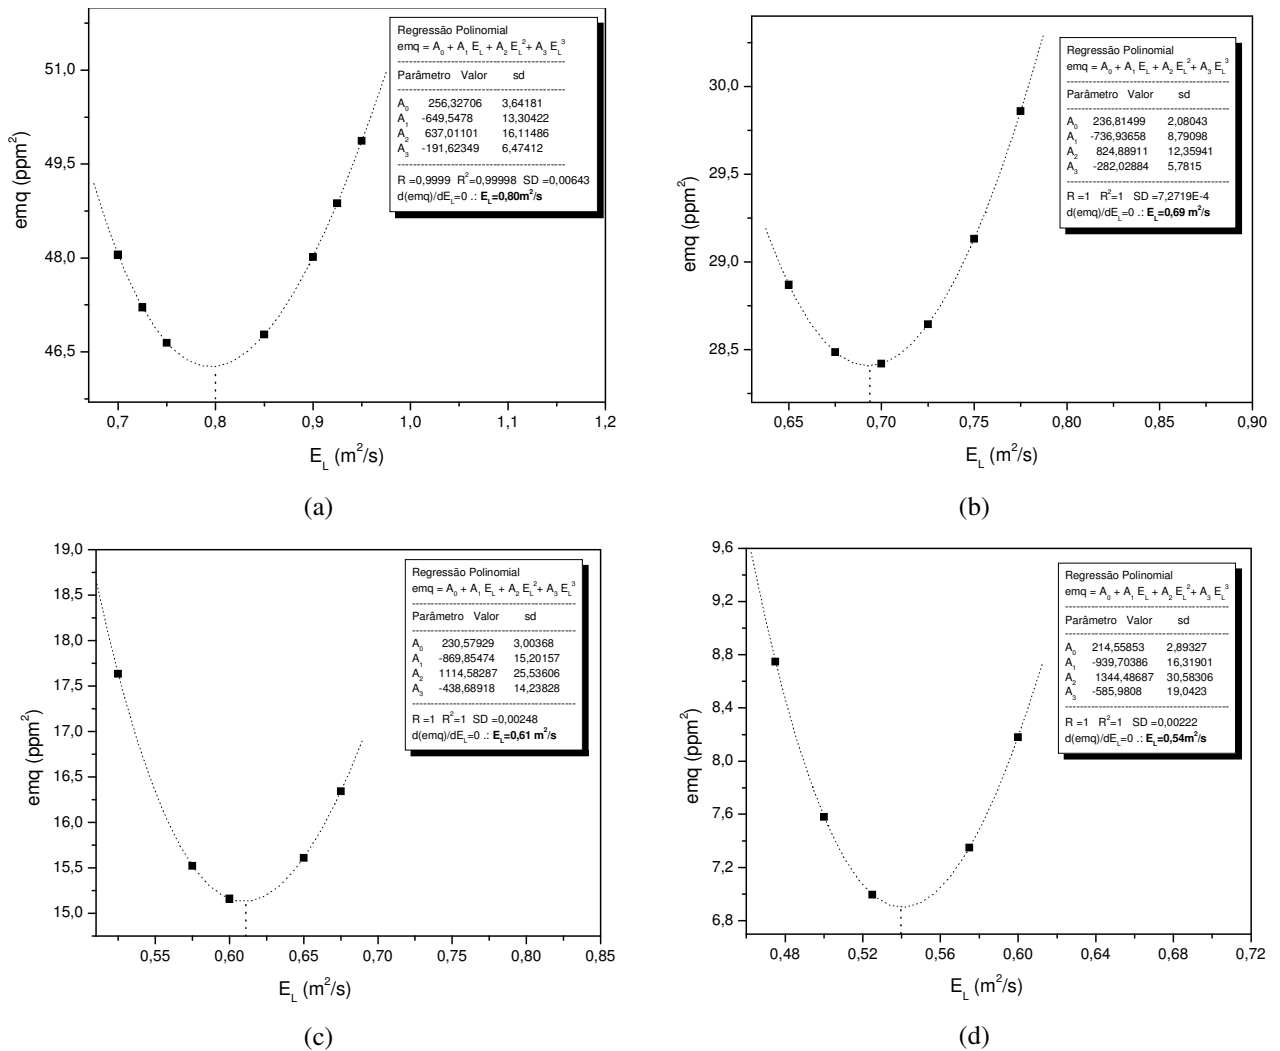 51,0
49,5
48,0
46,5
emq (ppm²)
0,7 0,8 0,9 1,0 1,1 1,2
E_L (m²/s)
Regressão Polinomial
emq = A₀ + A₁ E_L + A₂ E_L² + A₃ E_L³
Parâmetro Valor sd
A₀ 256,32706 3,64181
A₁ -649,5478 13,30422
A₂ 637,01101 16,11486
A₃ -191,62349 6,47412
R =0,9999 R²=0,99998 SD =0,00643
d(emq)/dE_L=0 .: E_L=0,80m²/s
(a)
30,0
29,5
29,0
28,5
emq (ppm²)
0,65 0,70 0,75 0,80 0,85 0,90
E_L (m²/s)
Regressão Polinomial
emq = A₀ + A₁ E_L + A₂ E_L² + A₃ E_L³
Parâmetro Valor sd
A₀ 236,81499 2,08043
A₁ -736,93658 8,79098
A₂ 824,88911 12,35941
A₃ -282,02884 5,7815
R =1 R²=1 SD =7,2719E-4
d(emq)/dE_L=0 .: E_L=0,69 m²/s
(b)
19,0
18,5
18,0
17,5
17,0
16,5
16,0
15,5
15,0
emq (ppm²)
0,55 0,60 0,65 0,70 0,75 0,80 0,85
E_L (m²/s)
Regressão Polinomial
emq = A₀ + A₁ E_L + A₂ E_L² + A₃ E_L³
Parâmetro Valor sd
A₀ 230,57929 3,00368
A₁ -869,85474 15,20157
A₂ 1114,58287 25,53606
A₃ -438,68918 14,23828
R =1 R²=1 SD =0,00248
d(emq)/dE_L=0 .: E_L=0,61 m²/s
(c)
9,6
9,2
8,8
8,4
8,0
7,6
7,2
6,8
emq (ppm²)
0,48 0,52 0,56 0,60 0,64 0,68 0,72
E_L (m²/s)
Regressão Polinomial
emq = A₀ + A₁ E_L + A₂ E_L² + A₃ E_L³
Parâmetro Valor sd
A₀ 214,55853 2,89327
A₁ -939,70386 16,31901
A₂ 1344,48687 30,58306
A₃ -585,9808 19,0423
R =1 R²=1 SD =0,00222
d(emq)/dE_L=0 .: E_L=0,54m²/s
(d)